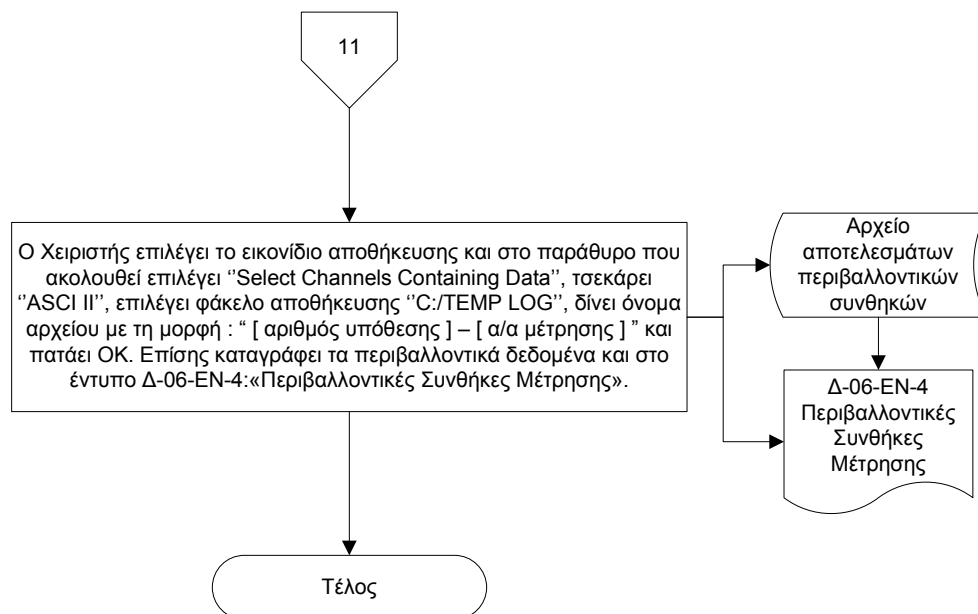 11
Ο Χειριστής επιλέγει το εικονίδιο αποθήκευσης και στο παράθυρο που
ακολουθεί επιλέγει ‘’Select Channels Containing Data’’, τσεκάρει
‘’ASCI II’’, επιλέγει φάκελο αποθήκευσης ‘’C:/TEMP LOG’’, δίνει όνομα
αρχείου με τη μορφή : “ [ αριθμός υπόθεσης ] – [ α/α μέτρησης ] ” και
πατάει OK. Επίσης καταγράφει τα περιβαλλοντικά δεδομένα και στο
έντυπο Δ-06-ΕΝ-4:«Περιβαλλοντικές Συνθήκες Μέτρησης».
Αρχείο
αποτελεσμάτων
περιβαλλοντικών
συνθηκών
Δ-06-ΕΝ-4
Περιβαλλοντικές
Συνθήκες
Μέτρησης
Τέλος